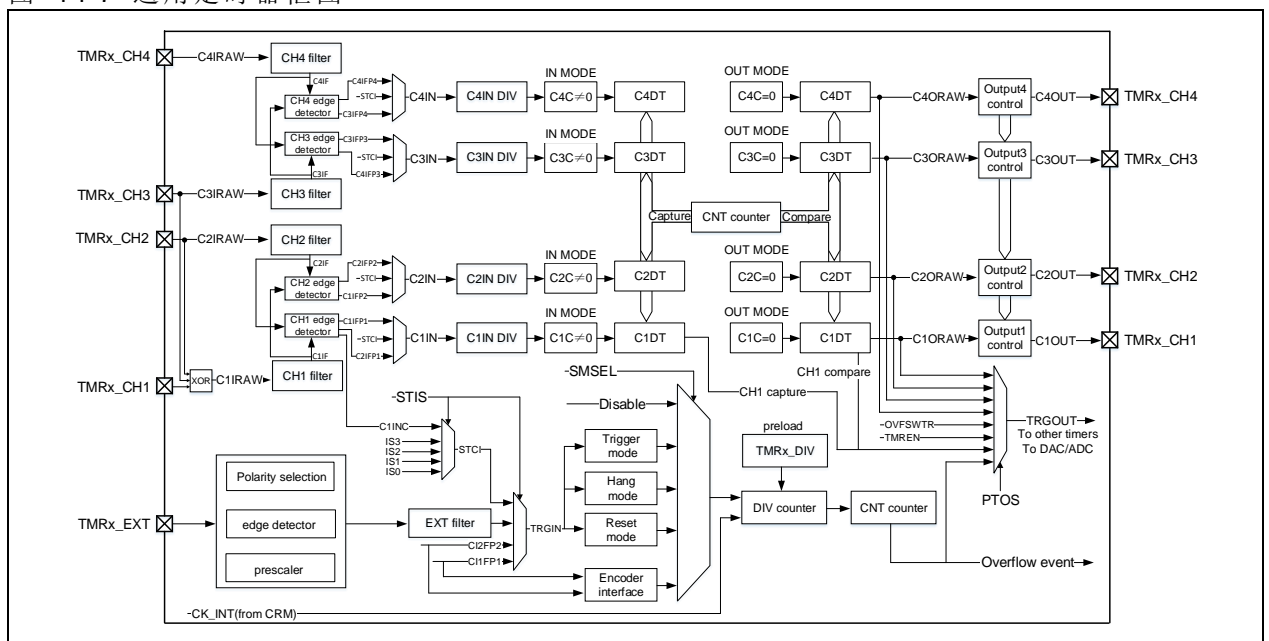 TMRx_CH4
C4IRAW
CH4 filter
C4IF
CH4 edge
detector
C4IFP4
STCI
C3IFP4
C4IN
C4IN DIV
IN MODE
C4C≠0
C4DT
OUT MODE
C4C=0
C4DT
C4ORAW
Output4
control
C4OUT
TMRx_CH4
CH3 edge
detector
C3IFP3
STCI
C4IFP3
C3IN
C3IN DIV
IN MODE
C3C≠0
C3DT
OUT MODE
C3C=0
C3DT
C3ORAW
Output3
control
C3OUT
TMRx_CH3
C3IF
TMRx_CH3
C3IRAW
CH3 filter
Capture
CNT counter
Compare
TMRx_CH2
C2IRAW
CH2 filter
C2IF
CH2 edge
detector
C2IFP2
STCI
C1IFP2
C2IN
C2IN DIV
IN MODE
C2C≠0
C2DT
OUT MODE
C2C=0
C2DT
C2ORAW
Output2
control
C2OUT
TMRx_CH2
CH1 edge
detector
C1IFP1
STCI
C2IFP1
C1IN
C1IN DIV
IN MODE
C1C≠0
C1DT
OUT MODE
C1C=0
C1DT
C1ORAW
Output1
control
C1OUT
TMRx_CH1
C1IF
TMRx_CH1
XOR
C1IRAW
CH1 filter
SMSEL
CH1 compare
CH1 capture
STIS
Disable
C1INC
IS3
IS2
IS1
IS0
STCI
Trigger
mode
preload
TMRx_DIV
OVFSWTR
TMREN
TRGOUT
To other timers
To DAC/ADC
PTOS
Polarity selection
edge detector
prescaler
TMRx_EXT
EXT filter
CI2FP2
CI1FP1
TRGIN
Hang
mode
Reset
mode
Encoder
interface
DIV counter
CNT counter
Overflow event
CK_INT(from CRM)